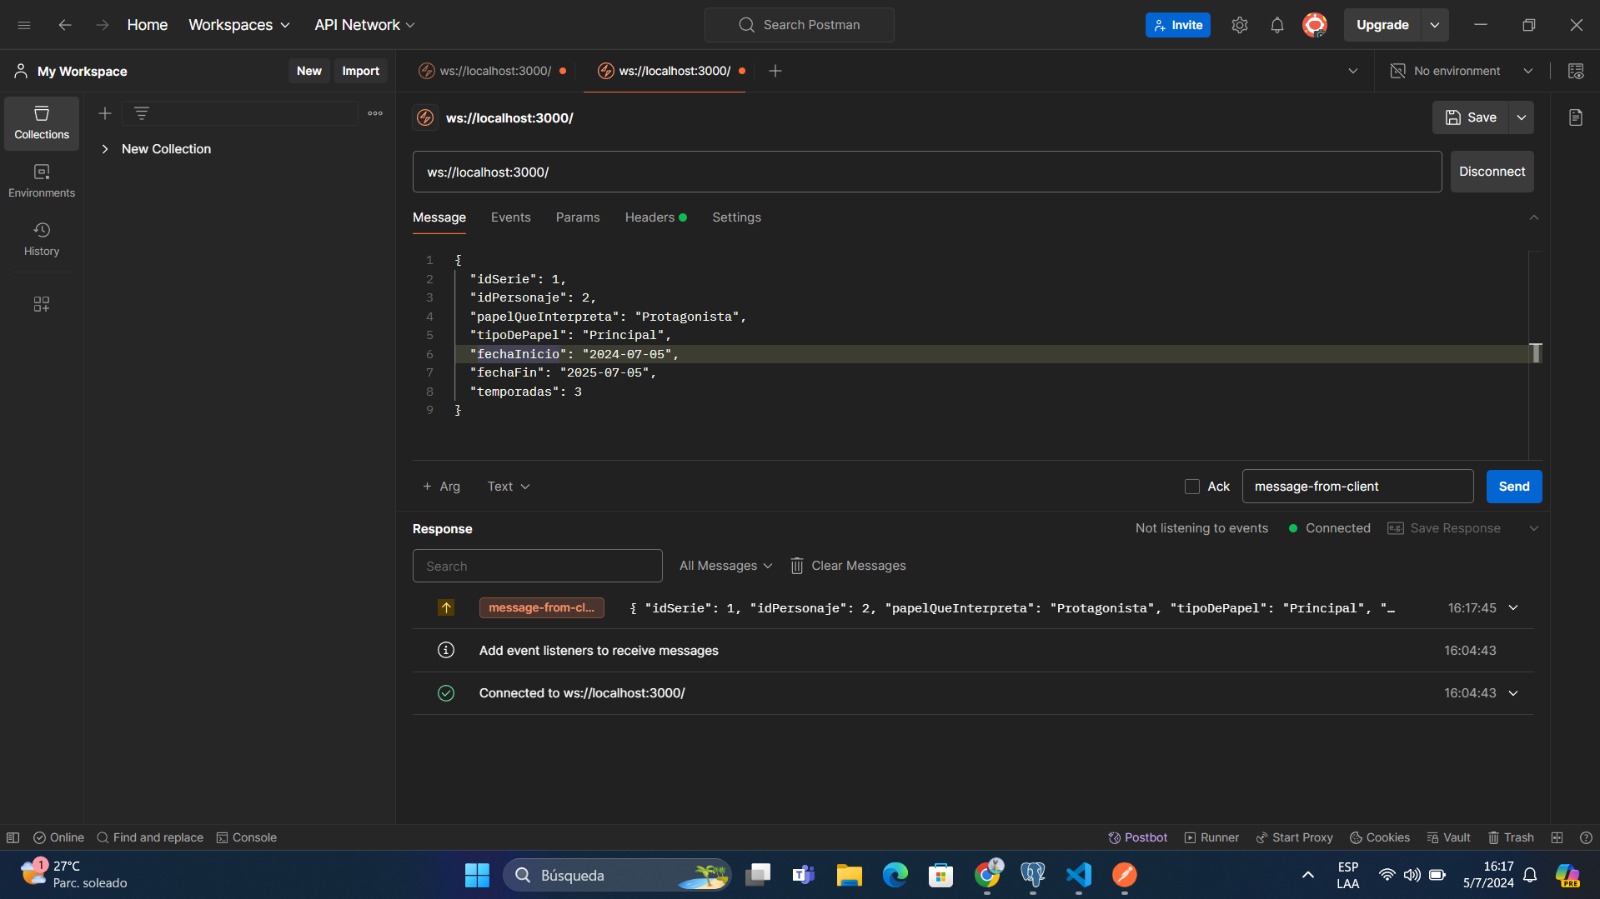 Home
Workspaces
API Network
Search Postman
Invite
Upgrade
My Workspace
New
Import
ws://localhost:3000/
ws://localhost:3000/
No environment
Collections
Environments
History
New Collection
ws://localhost:3000/
Save
ws://localhost:3000/
Disconnect
Message
Events
Params
Headers
Settings
1 {
2 "idSerie": 1,
3 "idPersonaje": 2,
4 "papelQueInterpreta": "Protagonista",
5 "tipoDePapel": "Principal",
6 "fechaInicio": "2024-07-05",
7 "fechaFin": "2025-07-05",
8 "temporadas": 3
9 }
+ Arg
Text
Ack
message-from-client
Send
Response
Not listening to events
Connected
e.g.
Save Response
Search
All Messages
Clear Messages
message-from-cl...
{ "idSerie": 1, "idPersonaje": 2, "papelQueInterpreta": "Protagonista", "tipoDePapel": "Principal", "…
16:17:45
Add event listeners to receive messages
16:04:43
Connected to ws://localhost:3000/
16:04:43
Online
Find and replace
Console
Postbot
Runner
Start Proxy
Cookies
Vault
Trash
1
27°C
Parc. soleado
Búsqueda
ESP
LAA
16:17
5/7/2024
PRE